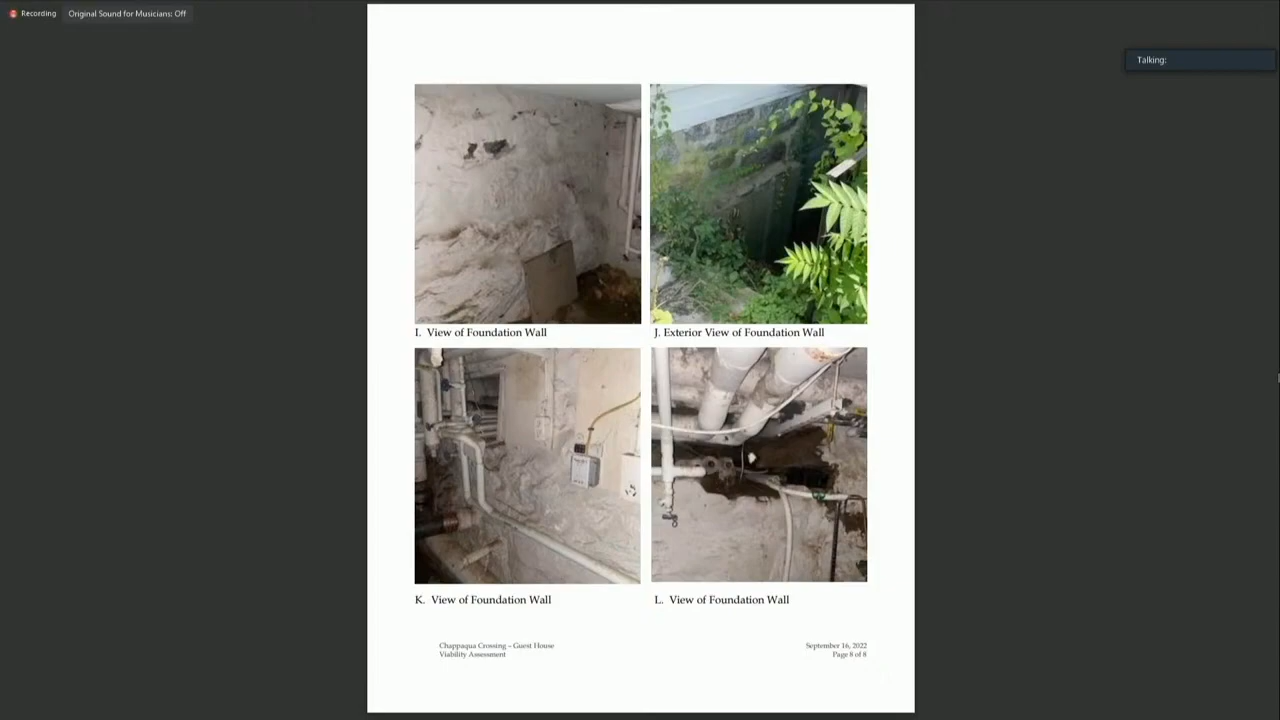 Recording
Original Sound for Musicians: Off
Talking:
I. View of Foundation Wall
J. Exterior View of Foundation Wall
K. View of Foundation Wall
L. View of Foundation Wall
Chappaqua Crossing – Guest House
Viability Assessment
September 16, 2022
Page 8 of 8